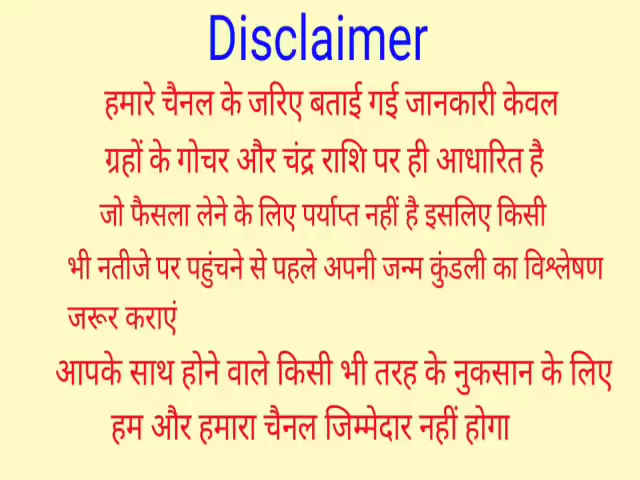 Disclaimer
हमारे चैनल के जरिए बताई गई जानकारी केवल
ग्रहों के गोचर और चंद्र राशि पर ही आधारित है
जो फैसला लेने के लिए पर्याप्त नहीं है इसलिए किसी
भी नतीजे पर पहुंचने से पहले अपनी जन्म कुंडली का विश्लेषण
जरूर कराएं
आपके साथ होने वाले किसी भी तरह के नुकसान के लिए
हम और हमारा चैनल जिम्मेदार नहीं होगा